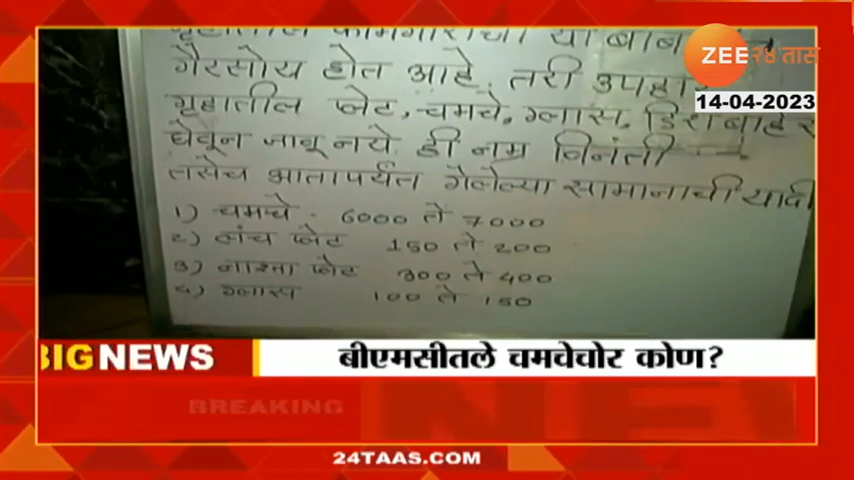 गृहातील कामगारांची या बाब
गैरसोय होत आहे. तरी उपहा
गृहातील प्लेट, चमचे, ग्लास, डिश बाहेर
घेवून जावू नये. ही नम्र विनंती
तसेच आतापर्यंत गेलेल्या सामानाची यादी
१) चमचे. 6000 ते 7000
२) लंच प्लेट 150 ते 200
३) नाश्ता प्लेट 300 ते 400
४) ग्लास 100 ते 150
ZEE २४ तास
14-04-2023
BIG NEWS
बीएमसीतले चमचेचोर कोण?
BREAKING
24TAAS.COM